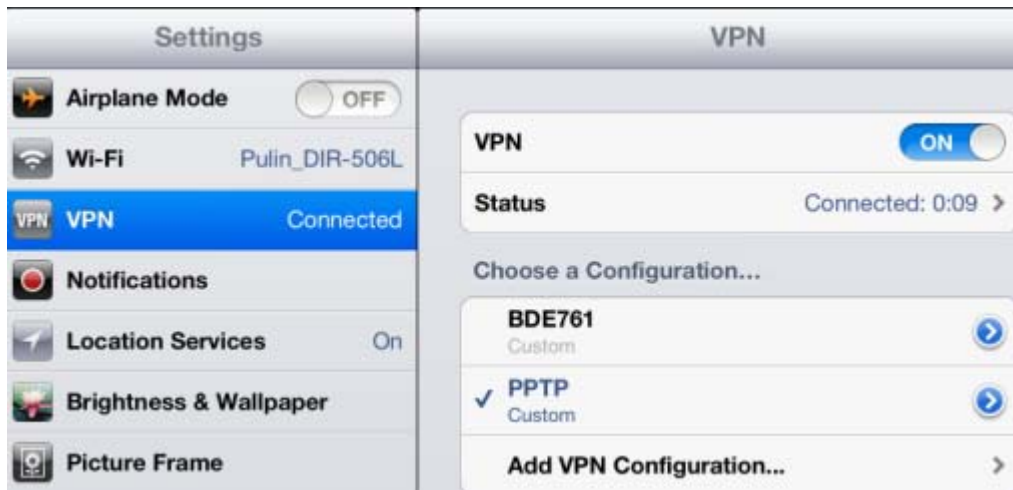 Settings
Airplane Mode OFF
Wi-Fi Pulin_DIR-506L
VPN VPN Connected
Notifications
Location Services On
Brightness & Wallpaper
Picture Frame
VPN
VPN ON
Status Connected: 0:09
Choose a Configuration...
BDE761
Custom
PPTP
Custom
Add VPN Configuration...